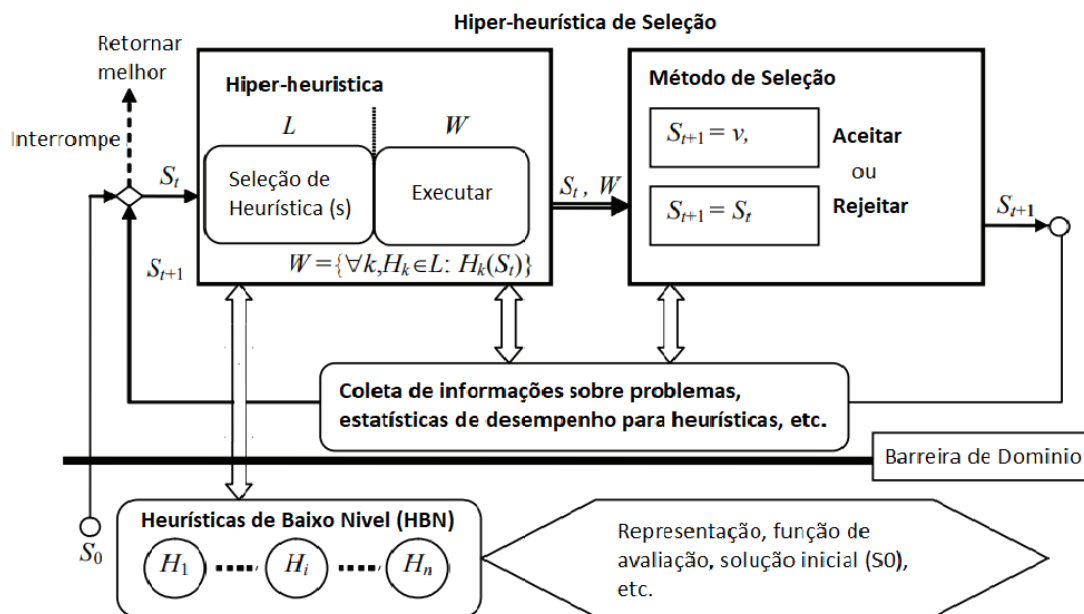 Hiper-heurística de Seleção
Retornar
melhor
Interrompe
Hiper-heuristica
L
W
Seleção de
Heurística (s)
Executar
W = {∀k,Hₖ∈L: Hₖ(Sₜ)}
Sₜ
Sₜ₊₁
Sₜ , W
Método de Seleção
Sₜ₊₁ = v,
Aceitar
ou
Sₜ₊₁ = Sₜ
Rejeitar
Sₜ₊₁
Coleta de informações sobre problemas,
estatísticas de desempenho para heurísticas, etc.
Barreira de Dominio
S₀
Heurísticas de Baixo Nivel (HBN)
H₁
Hᵢ
Hₙ
Representação, função de
avaliação, solução inicial (S0),
etc.